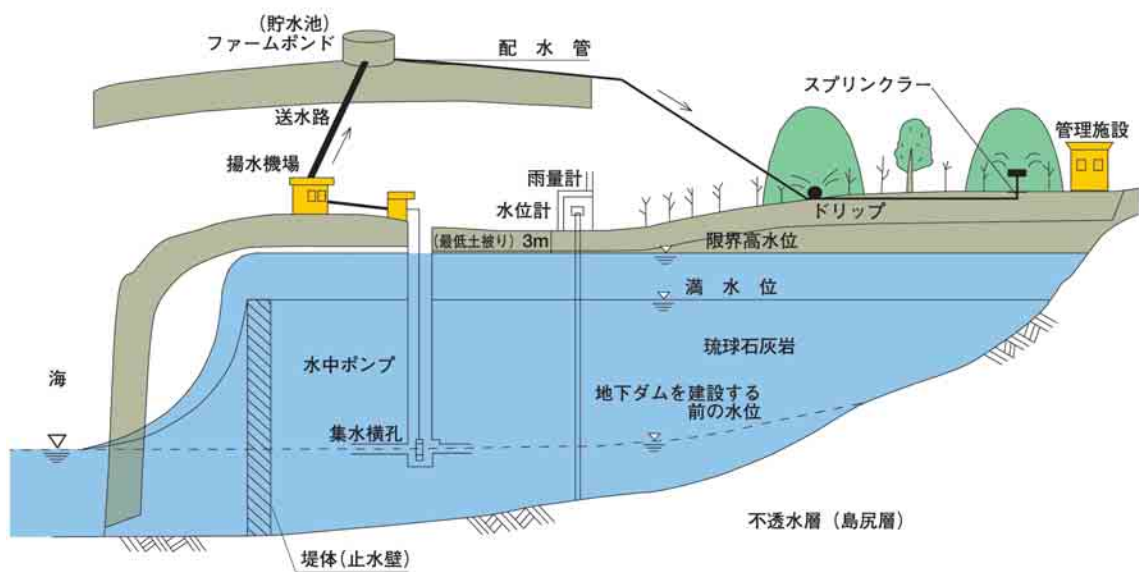 (貯水池)
ファームポンド
配水管
送水路
スプリンクラー
管理施設
揚水機場
雨量計
水位計
ドリップ
(最低土被り) 3m
限界高水位
満水位
琉球石灰岩
水中ポンプ
海
地下ダムを建設する
前の水位
集水横孔
不透水層(島尻層)
堤体(止水壁)